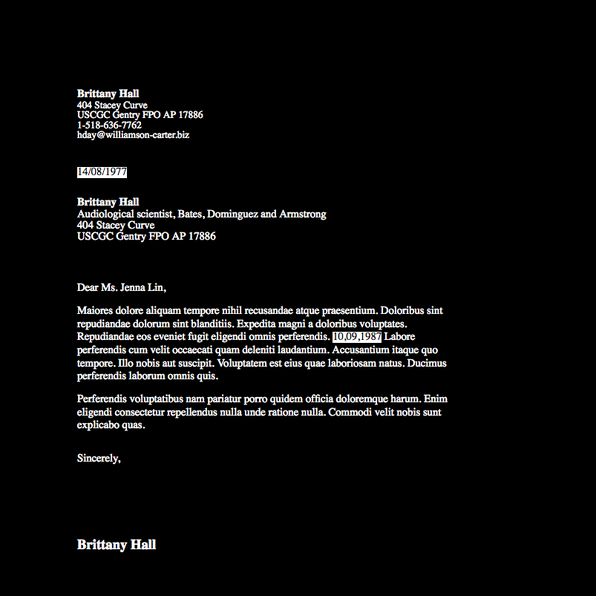 Brittany Hall
404 Stacey Curve
USCGC Gentry FPO AP 17886
1-518-636-7762
hday@williamson-carter.biz
14/08/1977
Brittany Hall
Audiological scientist, Bates, Dominguez and Armstrong
404 Stacey Curve
USCGC Gentry FPO AP 17886
Dear Ms. Jenna Lin,
Maiores dolore aliquam tempore nihil recusandae atque praesentium. Doloribus sint
repudiandae dolorum sint blanditiis. Expedita magni a doloribus voluptates.
Repudiandae eos eveniet fugit eligendi omnis perferendis. 10,09,1987 Labore
perferendis cum velit occaecati quam deleniti laudantium. Accusantium itaque quo
tempore. Illo nobis aut suscipit. Voluptatem est eius quae laboriosam natus. Ducimus
perferendis laborum omnis quis.
Perferendis voluptatibus nam pariatur porro quidem officia doloremque harum. Enim
eligendi consectetur repellendus nulla unde ratione nulla. Commodi velit nobis sunt
explicabo quas.
Sincerely,
Brittany Hall